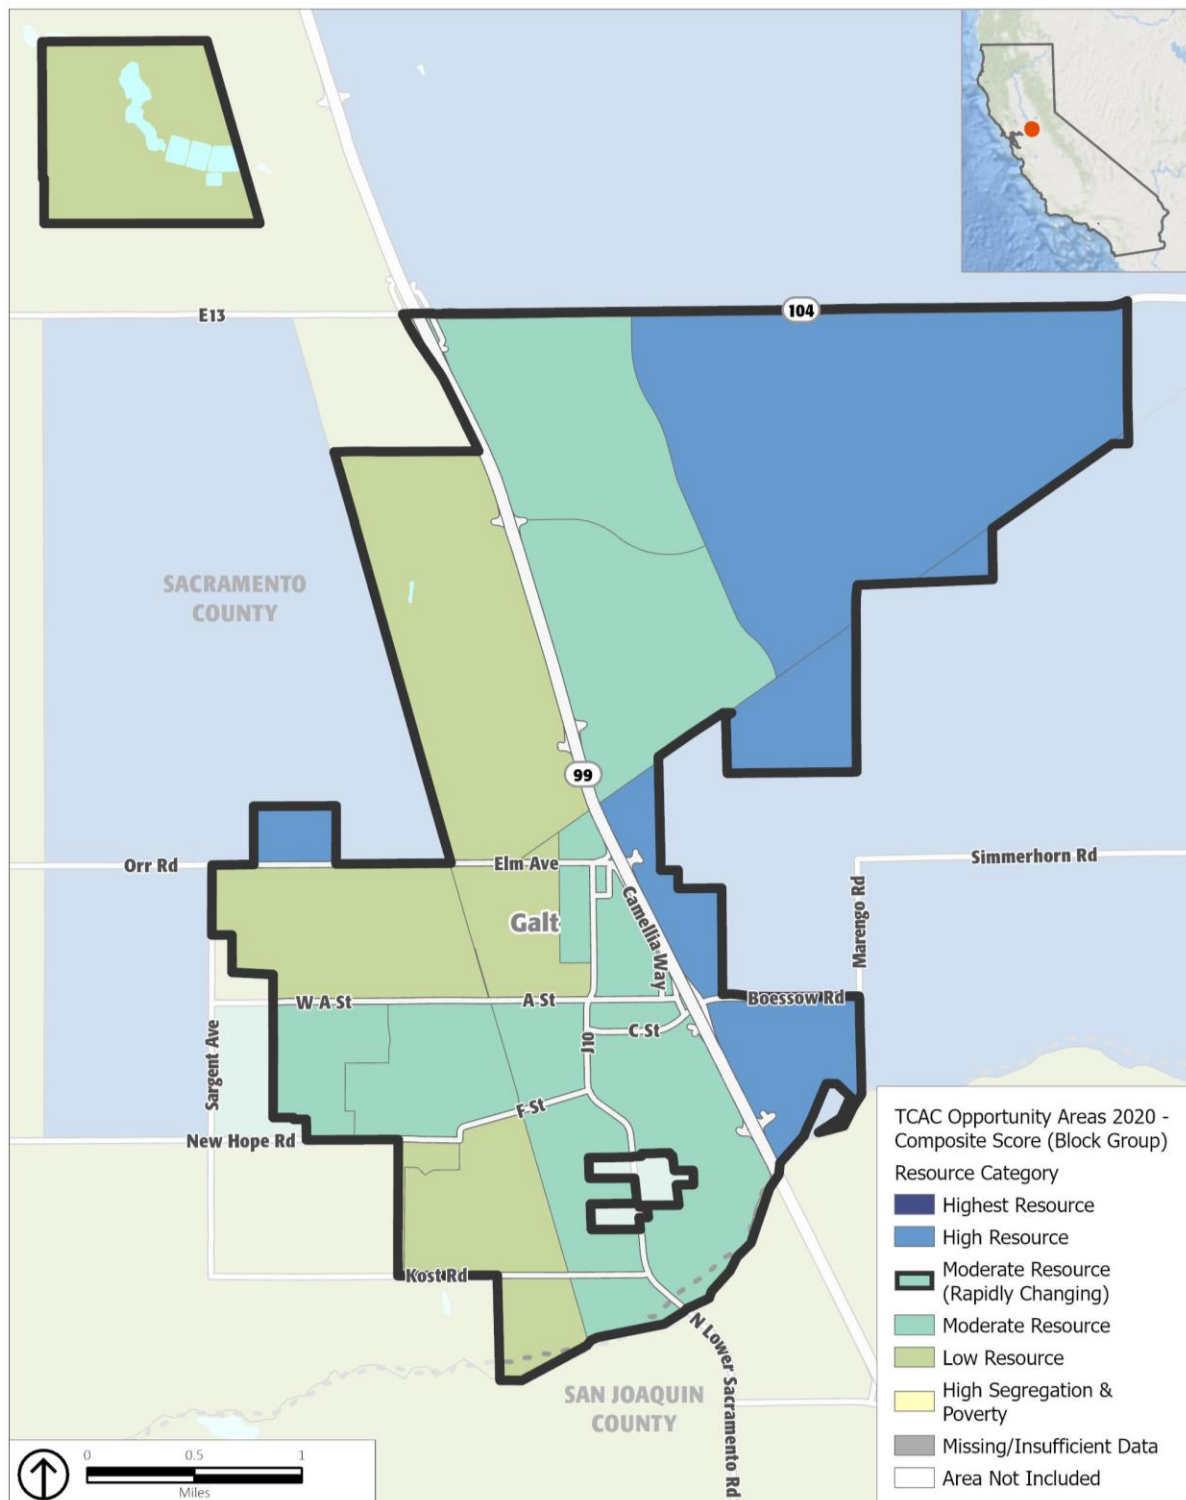 E13
104
SACRAMENTO
COUNTY
99
Orr Rd
Elm Ave
Simmerhorn Rd
Galt
Camellia Way
Marengo Rd
W A St
A St
Boessow Rd
C St
J10
Sargent Ave
F St
New Hope Rd
Kost Rd
N Lower Sacramento Rd
SAN JOAQUIN
COUNTY
TCAC Opportunity Areas 2020 -
Composite Score (Block Group)
Resource Category
Highest Resource
High Resource
Moderate Resource
(Rapidly Changing)
Moderate Resource
Low Resource
High Segregation &
Poverty
Missing/Insufficient Data
Area Not Included
0 0.5 1
Miles